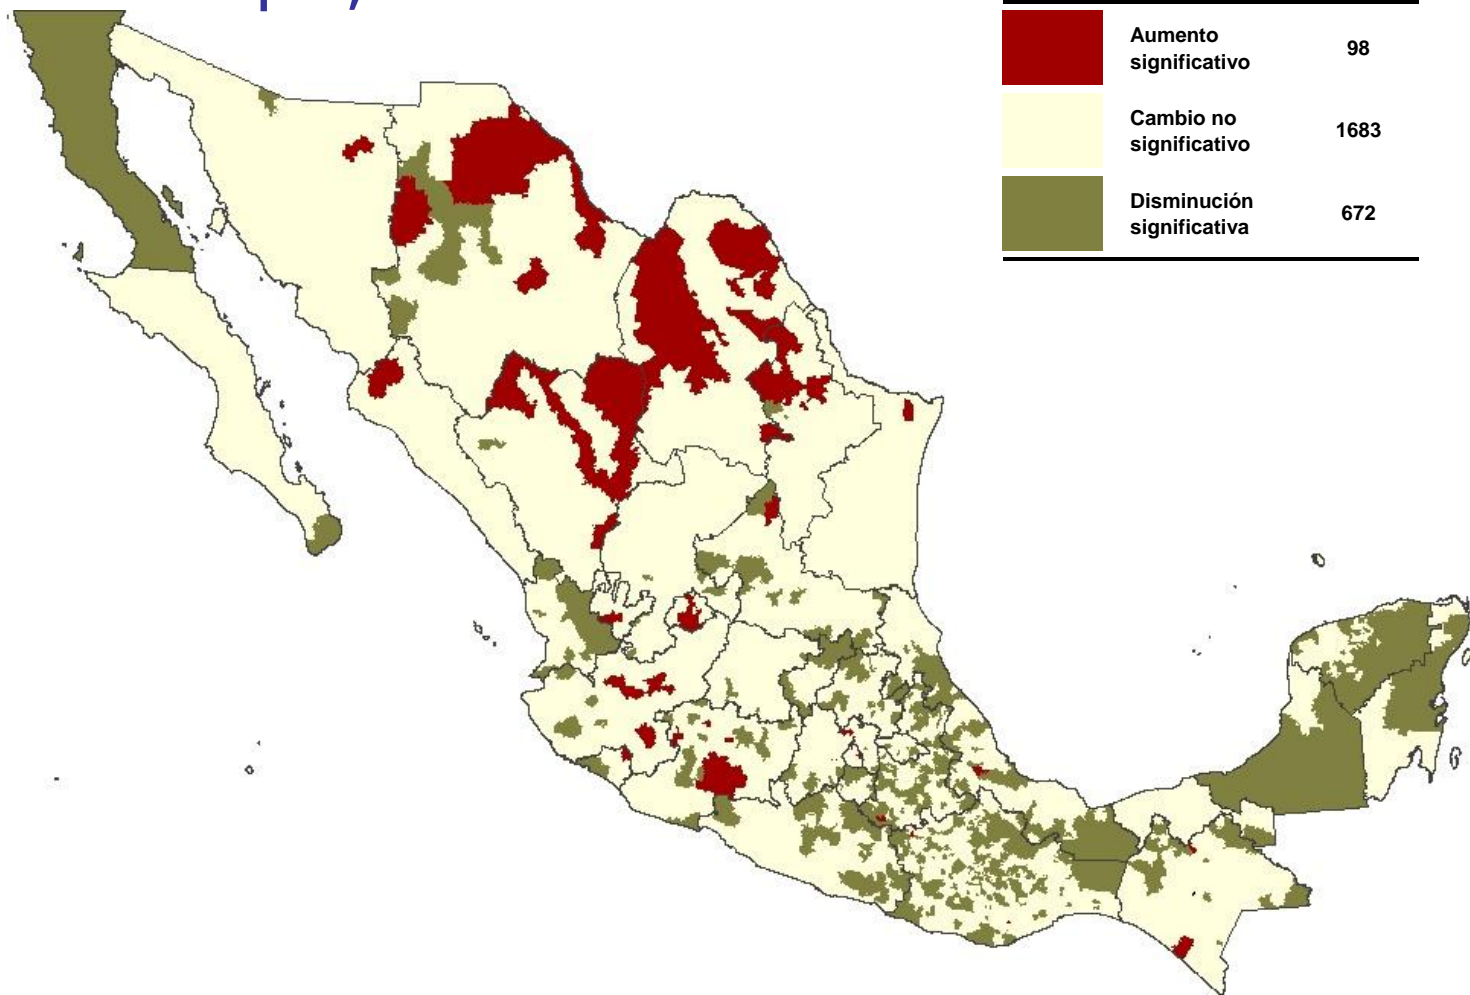 Aumento
significativo 98
Cambio no
significativo 1683
Disminución
significativa 672